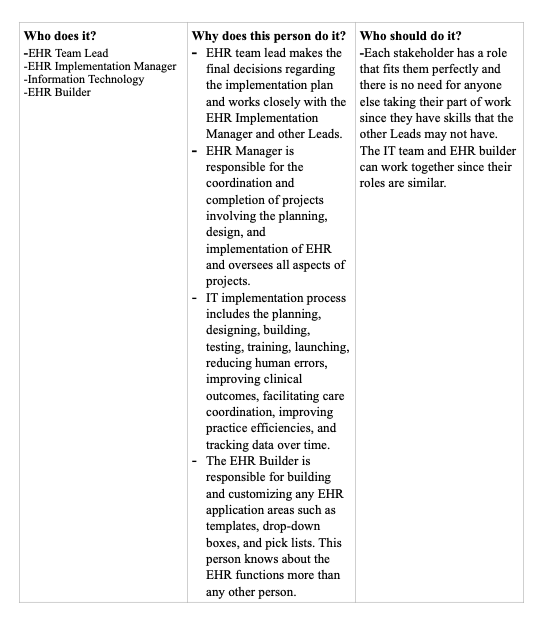 Who does it?
-EHR Team Lead
-EHR Implementation Manager
-Information Technology
-EHR Builder
Why does this person do it?
- EHR team lead makes the
final decisions regarding
the implementation plan
and works closely with the
EHR Implementation
Manager and other Leads.
- EHR Manager is
responsible for the
coordination and
completion of projects
involving the planning,
design, and
implementation of EHR
and oversees all aspects of
projects.
- IT implementation process
includes the planning,
designing, building,
testing, training, launching,
reducing human errors,
improving clinical
outcomes, facilitating care
coordination, improving
practice efficiencies, and
tracking data over time.
- The EHR Builder is
responsible for building
and customizing any EHR
application areas such as
templates, drop-down
boxes, and pick lists. This
person knows about the
EHR functions more than
any other person.
Who should do it?
-Each stakeholder has a role
that fits them perfectly and
there is no need for anyone
else taking their part of work
since they have skills that the
other Leads may not have.
The IT team and EHR builder
can work together since their
roles are similar.